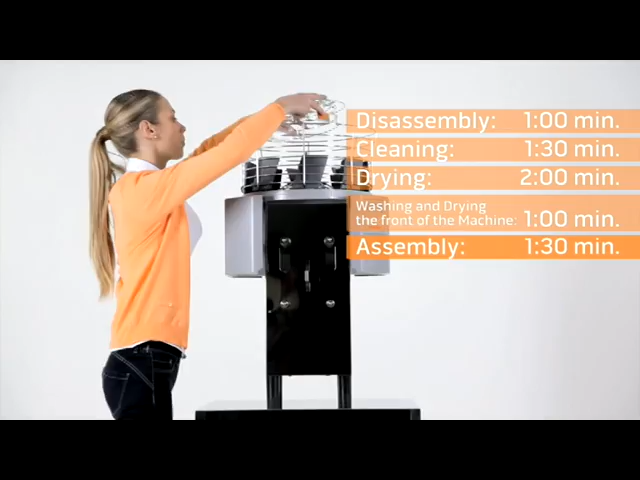 Disassembly: 1:00 min.
Cleaning: 1:30 min.
Drying: 2:00 min.
Washing and Drying
the front of the Machine: 1:00 min.
Assembly: 1:30 min.